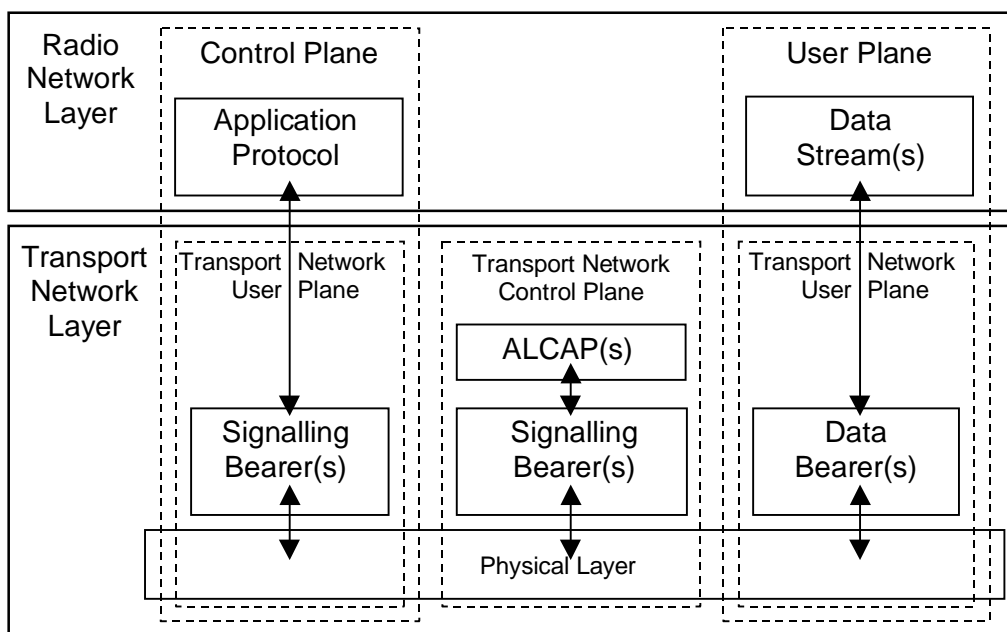 Radio
Network
Layer
Control Plane
User Plane
Application
Protocol
Data
Stream(s)
Transport
Network
Layer
Transport Network
User Plane
Transport Network
Control Plane
Transport Network
User Plane
ALCAP(s)
Signalling
Bearer(s)
Signalling
Bearer(s)
Data
Bearer(s)
Physical Layer